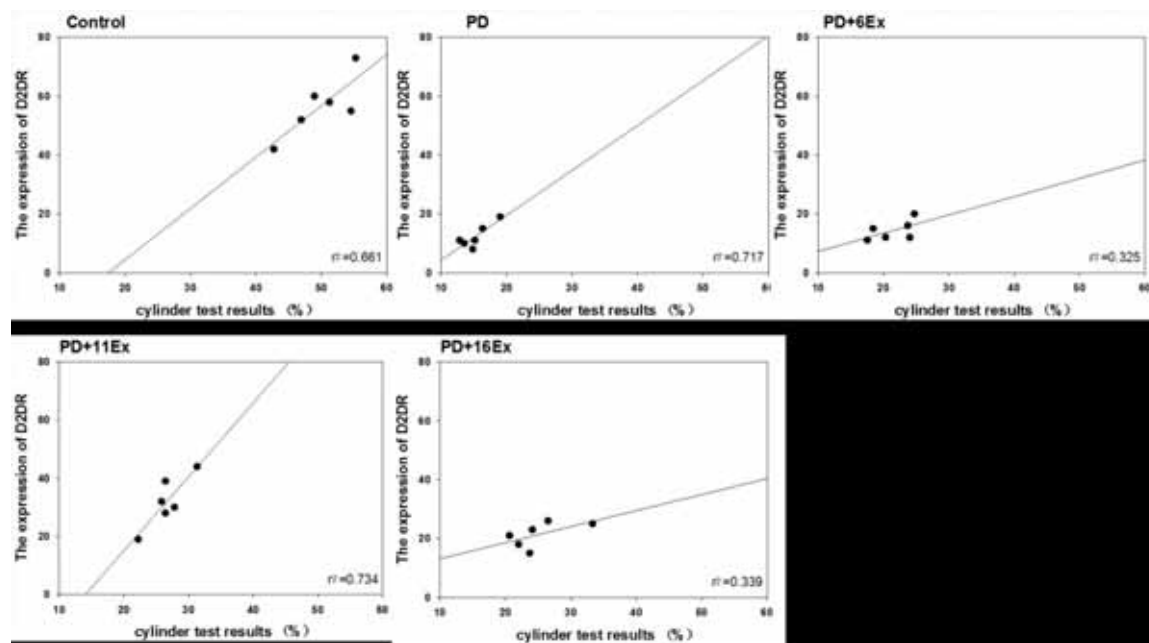 Control
80
60
40
20
0
The expression of D2DR
10 20 30 40 50 60
cylinder test results (%)
r²=0.661
PD
80
60
40
20
0
The expression of D2DR
10 20 30 40 50 60
cylinder test results (%)
r²=0.717
PD+6Ex
80
60
40
20
0
The expression of D2DR
10 20 30 40 50 60
cylinder test results (%)
r²=0.325
PD+11Ex
80
60
40
20
0
The expression of D2DR
10 20 30 40 50 60
cylinder test results (%)
r²=0.734
PD+16Ex
80
60
40
20
0
The expression of D2DR
10 20 30 40 50 60
cylinder test results (%)
r²=0.339